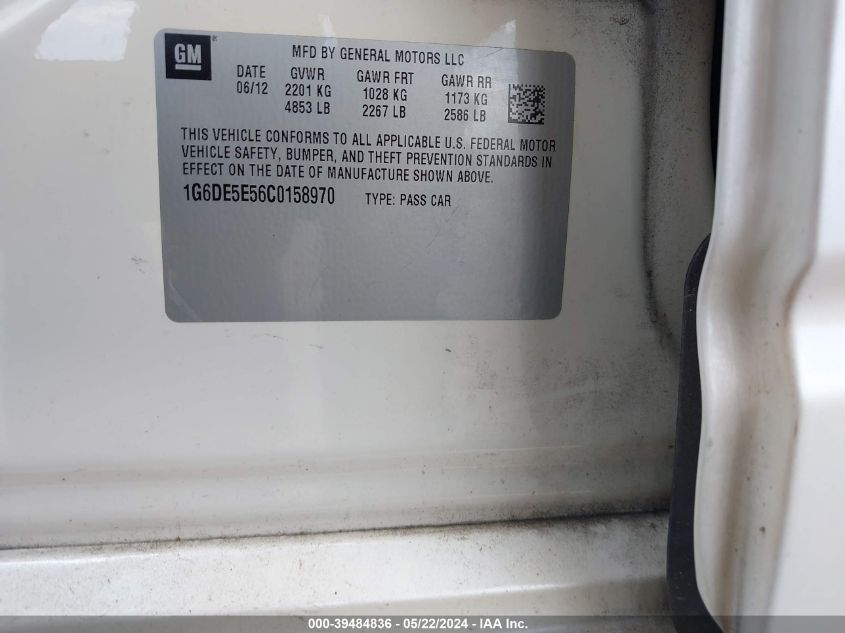 GM
MFD BY GENERAL MOTORS LLC
DATE GVWR GAWR FRT GAWR RR
06/12 2201 KG 1028 KG 1173 KG
4853 LB 2267 LB 2586 LB
THIS VEHICLE CONFORMS TO ALL APPLICABLE U.S. FEDERAL MOTOR
VEHICLE SAFETY, BUMPER, AND THEFT PREVENTION STANDARDS IN
EFFECT ON THE DATE OF MANUFACTURE SHOWN ABOVE.
1G6DE5E56C0158970 TYPE: PASS CAR
000-39484836 - 05/22/2024 - IAA Inc.